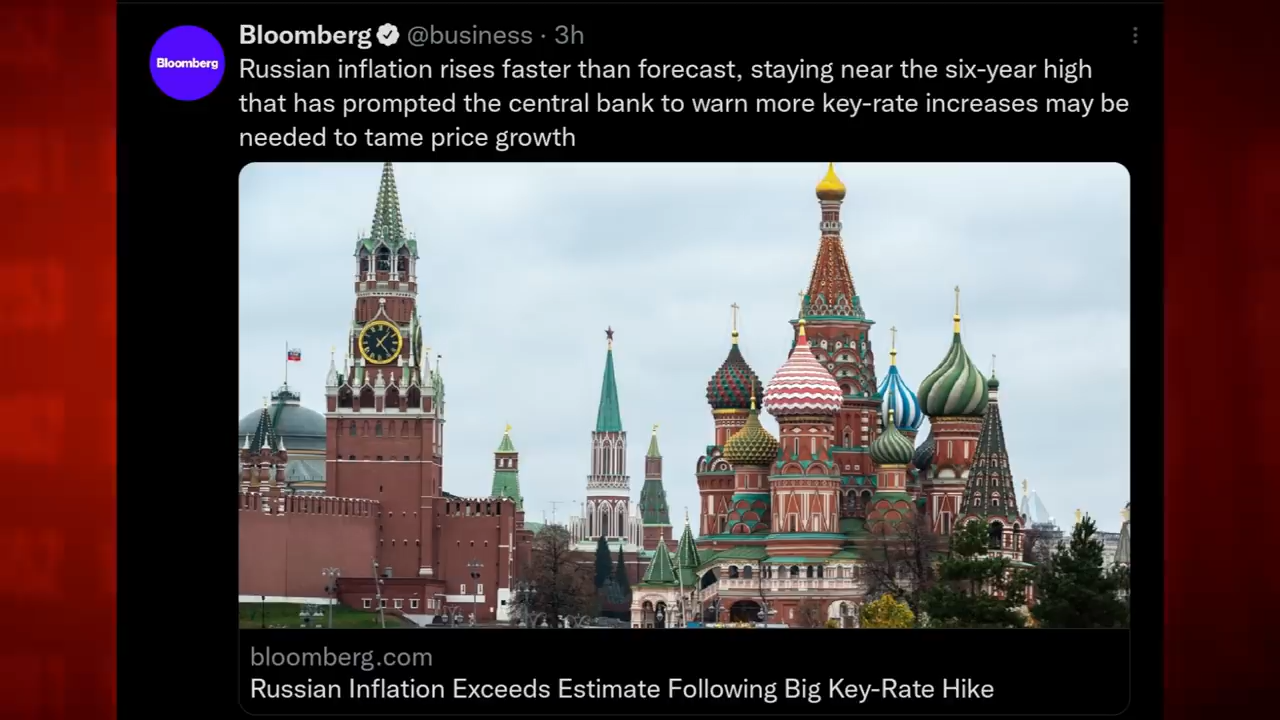 Bloomberg @business · 3h
Bloomberg
Russian inflation rises faster than forecast, staying near the six-year high
that has prompted the central bank to warn more key-rate increases may be
needed to tame price growth
bloomberg.com
Russian Inflation Exceeds Estimate Following Big Key-Rate Hike